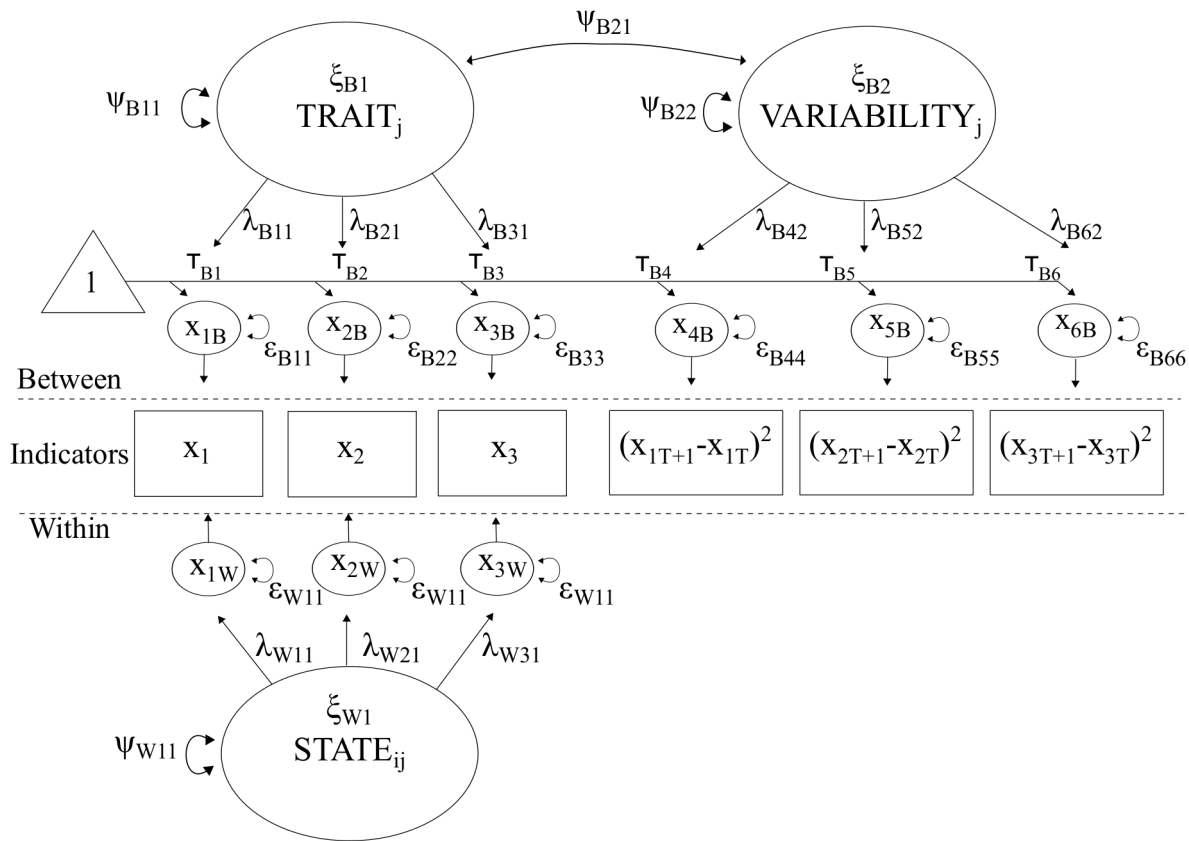 ψB21
ξB1
TRAITj
ψB11
ξB2
VARIABILITYj
ψB22
λB11 λB21 λB31 λB42 λB52 λB62
1
τB1 τB2 τB3 τB4 τB5 τB6
x1B x2B x3B x4B x5B x6B
εB11 εB22 εB33 εB44 εB55 εB66
Between
Indicators x1 x2 x3 (x1T+1-x1T)2 (x2T+1-x2T)2 (x3T+1-x3T)2
Within
x1W x2W x3W
εW11 εW11 εW11
λW11 λW21 λW31
ξW1
ψW11
STATEij